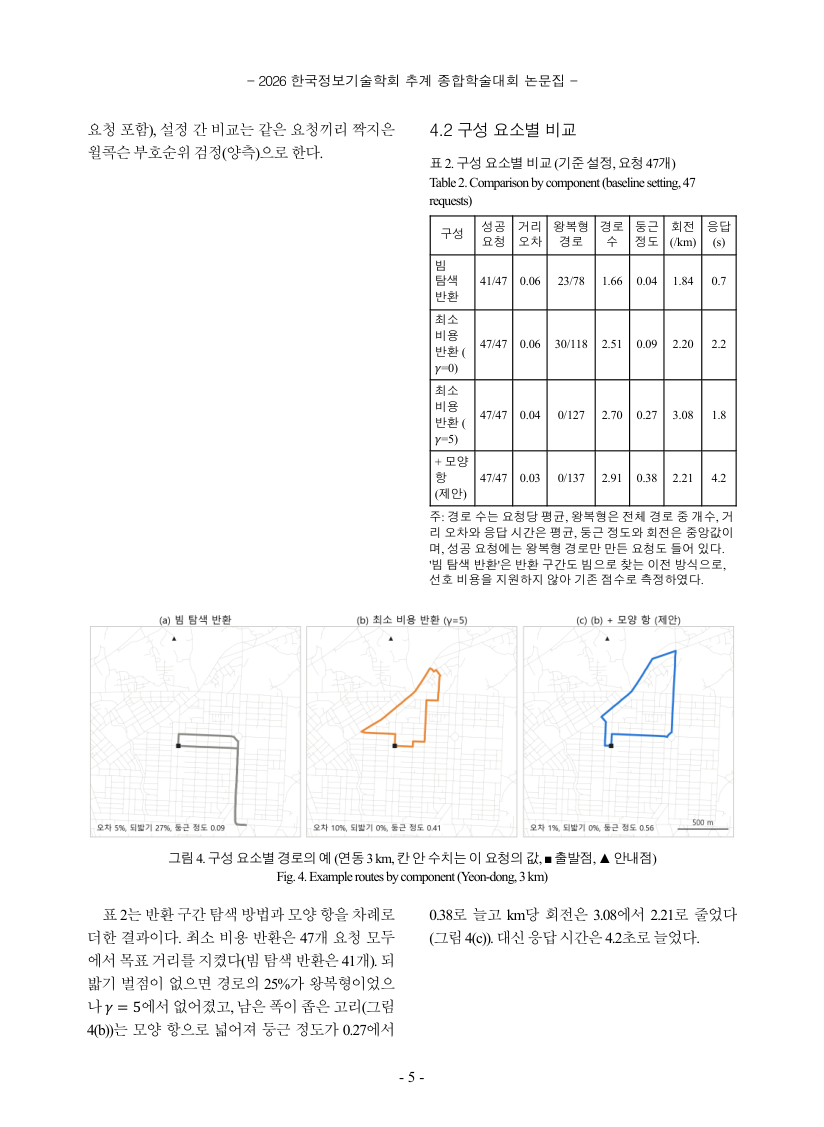 - 2026 한국정보기술학회 추계 종합학술대회 논문집 -
요청 포함), 설정 간 비교는 같은 요청끼리 짝지은
윌콕슨 부호순위 검정(양측)으로 한다.
4.2 구성 요소별 비교
표 2. 구성 요소별 비교 (기준 설정, 요청 47개)
Table 2. Comparison by component (baseline setting, 47
requests)
구성 성공 요청 거리 오차 왕복형 경로 경로 수 둥근 정도 회전 (/km) 응답 (s)
빔 탐색 반환 41/47 0.06 23/78 1.66 0.04 1.84 0.7
최소 비용 반환 (γ=0) 47/47 0.06 30/118 2.51 0.09 2.20 2.2
최소 비용 반환 (γ=5) 47/47 0.04 0/127 2.70 0.27 3.08 1.8
+ 모양 항 (제안) 47/47 0.03 0/137 2.91 0.38 2.21 4.2
주: 경로 수는 요청당 평균, 왕복형은 전체 경로 중 개수, 거
리 오차와 응답 시간은 평균, 둥근 정도와 회전은 중앙값이
며, 성공 요청에는 왕복형 경로만 만든 요청도 들어 있다.
'빔 탐색 반환'은 반환 구간도 빔으로 찾는 이전 방식으로,
선호 비용을 지원하지 않아 기존 점수로 측정하였다.
(a) 빔 탐색 반환
오차 5%, 되밟기 27%, 둥근 정도 0.09
(b) 최소 비용 반환 (γ=5)
오차 10%, 되밟기 0%, 둥근 정도 0.41
(c) (b) + 모양 항 (제안)
오차 1%, 되밟기 0%, 둥근 정도 0.56
500 m
그림 4. 구성 요소별 경로의 예 (연동 3 km, 칸 안 수치는 이 요청의 값, ■ 출발점, ▲ 안내점)
Fig. 4. Example routes by component (Yeon-dong, 3 km)
표 2는 반환 구간 탐색 방법과 모양 항을 차례로
더한 결과이다. 최소 비용 반환은 47개 요청 모두
에서 목표 거리를 지켰다(빔 탐색 반환은 41개). 되
밟기 벌점이 없으면 경로의 25%가 왕복형이었으
나 γ = 5에서 없어졌고, 남은 폭이 좁은 고리(그림
4(b))는 모양 항으로 넓어져 둥근 정도가 0.27에서
0.38로 늘고 km당 회전은 3.08에서 2.21로 줄었다
(그림 4(c)). 대신 응답 시간은 4.2초로 늘었다.
- 5 -